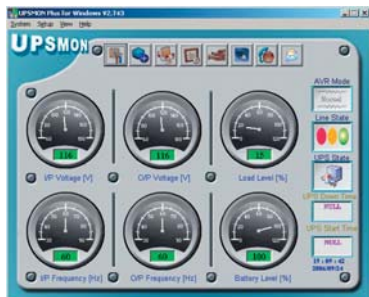 UPSMON Plus for Windows V2.743
System Setup View Help
UPSMON
AVR Mode
Normal
Line State
116
116
15
I/P Voltage [V]
O/P Voltage [V]
Load Level [%]
UPS State
UPS Down Time
NULL
UPS Start Time
NULL
60
60
100
I/P Frequency [Hz]
O/P Frequency [Hz]
Battery Level [%]